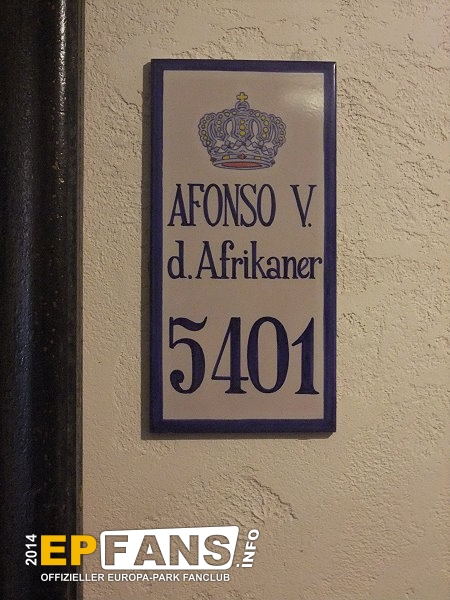 AFONSO V.
d. Afrikaner
5401
2014
EPFANS.INFO
OFFIZIELLER EUROPA-PARK FANCLUB